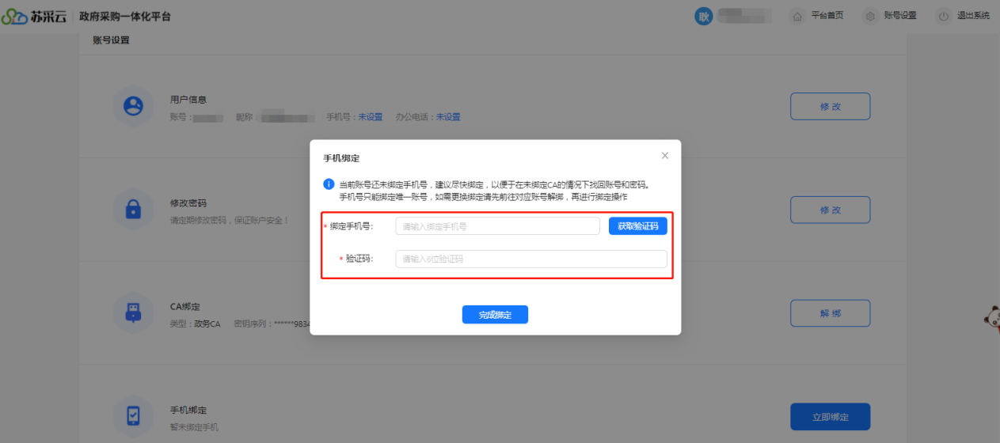 苏采云 政府采购一体化平台
耿 平台首页 账号设置 退出系统
账号设置
用户信息
账号： 昵称 手机号：未设置 办公电话：未设置
修 改
修改密码
请定期修改密码，保证账户安全！
修 改
CA绑定
类型：政务CA 密钥序列：******9834
解 绑
手机绑定
暂未绑定手机
立即绑定
手机绑定
当前账号还未绑定手机号，建议尽快绑定，以便于在未绑定CA的情况下找回账号和密码。
手机号只能绑定唯一账号，如需更换绑定请先前往对应账号解绑，再进行绑定操作
* 绑定手机号： 请输入绑定手机号 获取验证码
* 验证码： 请输入6位验证码
完成绑定